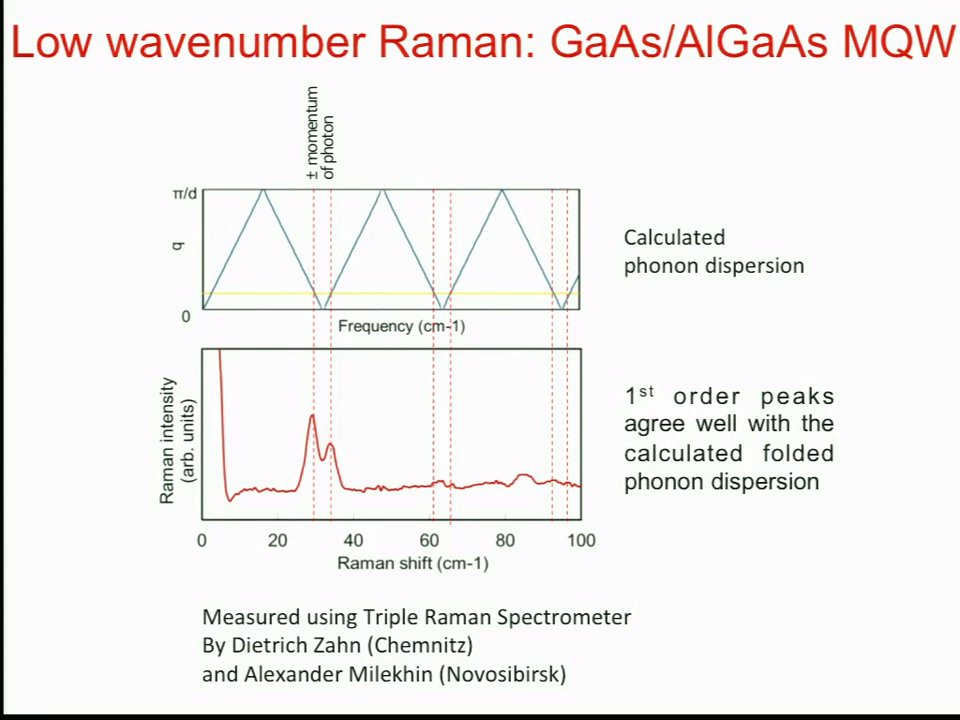 Low wavenumber Raman: GaAs/AlGaAs MQW
± momentum
of photon
π/d
q
0
Frequency (cm-1)
Calculated
phonon dispersion
Raman intensity
(arb. units)
0 20 40 60 80 100
Raman shift (cm-1)
1st order peaks
agree well with the
calculated folded
phonon dispersion
Measured using Triple Raman Spectrometer
By Dietrich Zahn (Chemnitz)
and Alexander Milekhin (Novosibirsk)